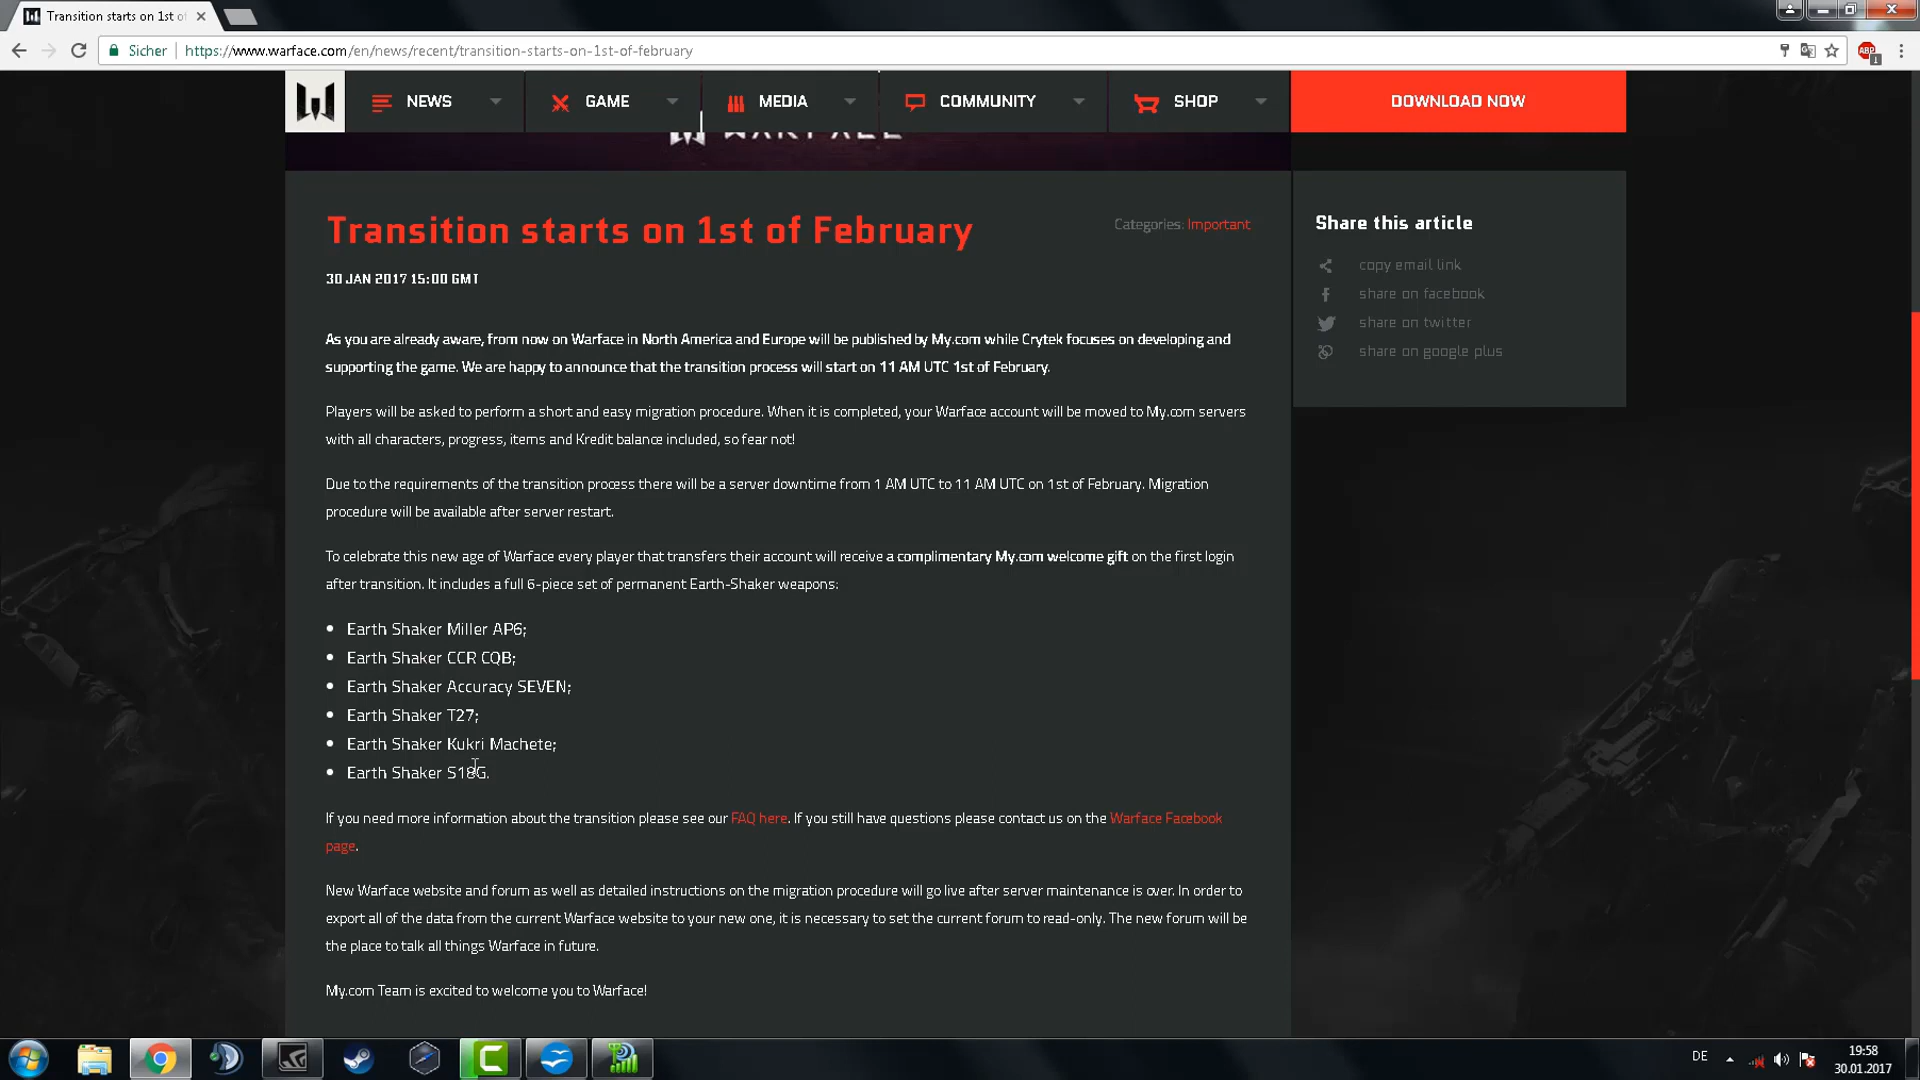 Transition starts on 1st of
Sicher
https://www.warface.com/en/news/recent/transition-starts-on-1st-of-february
ABP
1
NEWS
GAME
MEDIA
COMMUNITY
SHOP
DOWNLOAD NOW
WARFACE
Transition starts on 1st of February
Categories: Important
30 JAN 2017 15:00 GMT
As you are already aware, from now on Warface in North America and Europe will be published by My.com while Crytek focuses on developing and
supporting the game. We are happy to announce that the transition process will start on 11 AM UTC 1st of February.
Players will be asked to perform a short and easy migration procedure. When it is completed, your Warface account will be moved to My.com servers
with all characters, progress, items and Kredit balance included, so fear not!
Due to the requirements of the transition process there will be a server downtime from 1 AM UTC to 11 AM UTC on 1st of February. Migration
procedure will be available after server restart.
To celebrate this new age of Warface every player that transfers their account will receive a complimentary My.com welcome gift on the first login
after transition. It includes a full 6-piece set of permanent Earth-Shaker weapons:
• Earth Shaker Miller AP6;
• Earth Shaker CCR CQB;
• Earth Shaker Accuracy SEVEN;
• Earth Shaker T27;
• Earth Shaker Kukri Machete;
• Earth Shaker S18G.
If you need more information about the transition please see our FAQ here. If you still have questions please contact us on the Warface Facebook
page.
New Warface website and forum as well as detailed instructions on the migration procedure will go live after server maintenance is over. In order to
export all of the data from the current Warface website to your new one, it is necessary to set the current forum to read-only. The new forum will be
the place to talk all things Warface in future.
My.com Team is excited to welcome you to Warface!
Share this article
copy email link
share on facebook
share on twitter
share on google plus
DE
19:58
30.01.2017